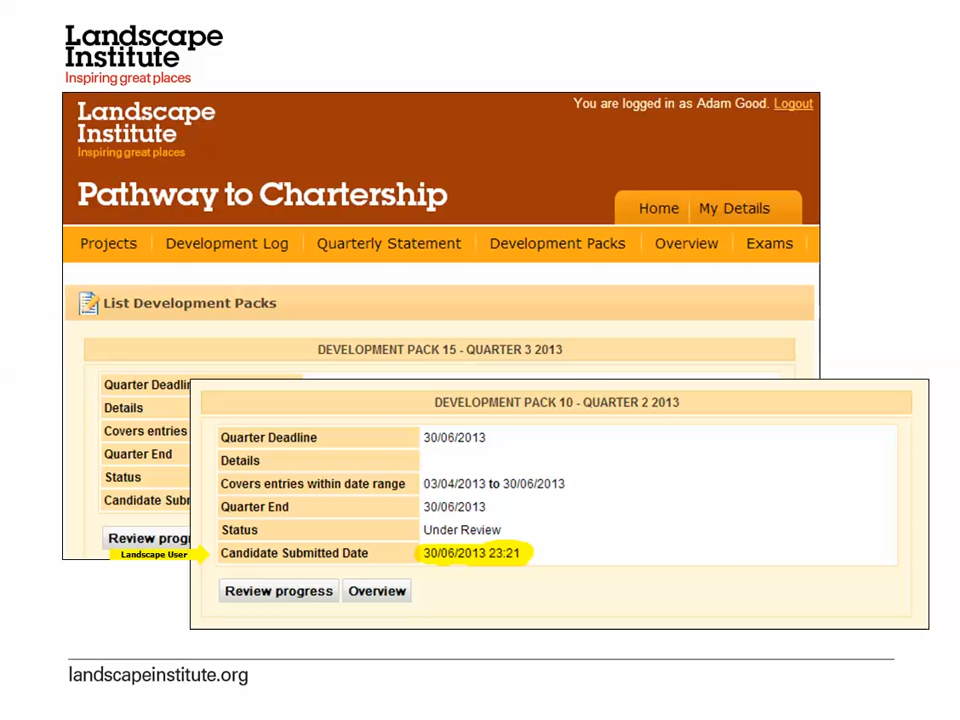 Landscape
Institute
Inspiring great places
You are logged in as Adam Good. Logout
Landscape
Institute
Inspiring great places
Pathway to Chartership
Home My Details
Projects Development Log Quarterly Statement Development Packs Overview Exams
List Development Packs
DEVELOPMENT PACK 15 - QUARTER 3 2013
Quarter
Details
Covers entries
Quarter End
Status
Candidate
Review
Landscape User
DEVELOPMENT PACK 10 - QUARTER 2 2013
Quarter Deadline 30/06/2013
Details
Covers entries within date range 03/04/2013 to 30/06/2013
Quarter End 30/06/2013
Status Under Review
Candidate Submitted Date 30/06/2013 23:21
Review progress Overview
landscapeinstitute.org